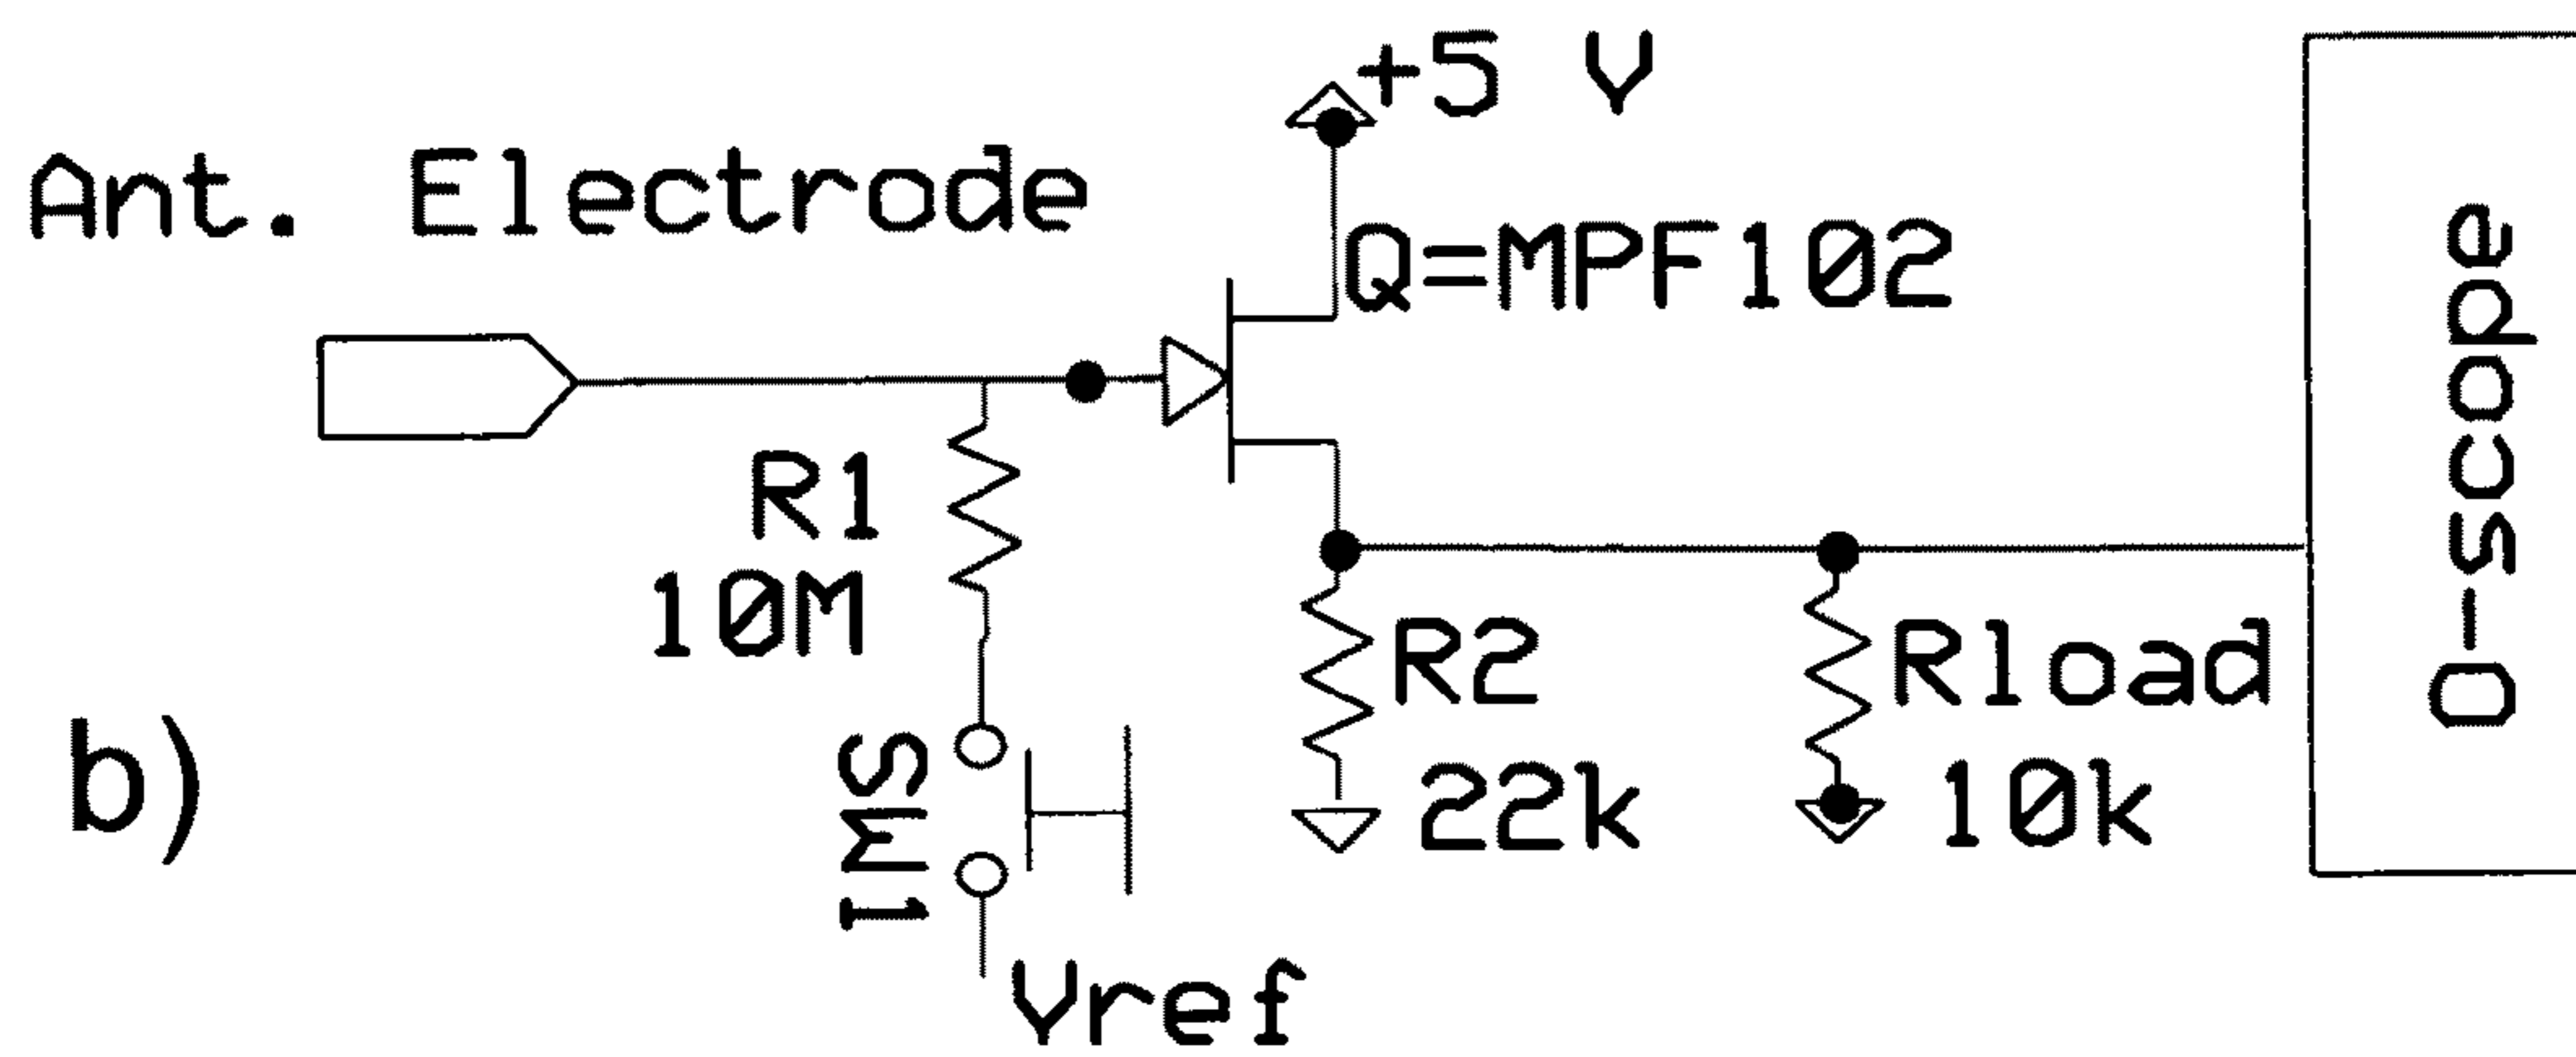 +5 V
Ant. Electrode
Q=MPF102
R1
10M
R2
22k
Rload
10k
SW1
Vref
O-scope
b)